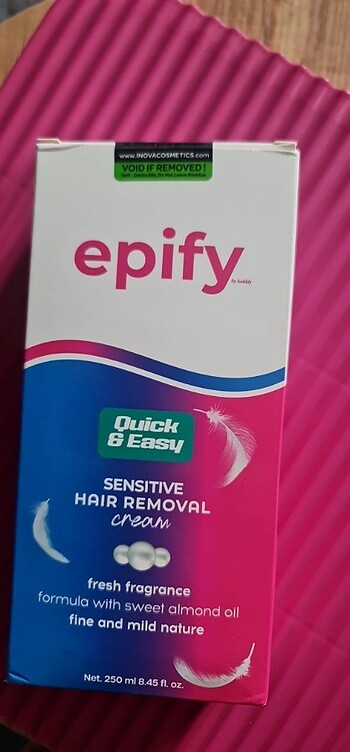 www.INOVACOSMETICS.com
VOID IF REMOVED !
epify
Quick
& Easy
SENSITIVE
HAIR REMOVAL
cream
fresh fragrance
formula with sweet almond oil
fine and mild nature
Net. 250 ml 8.45 fl. oz.